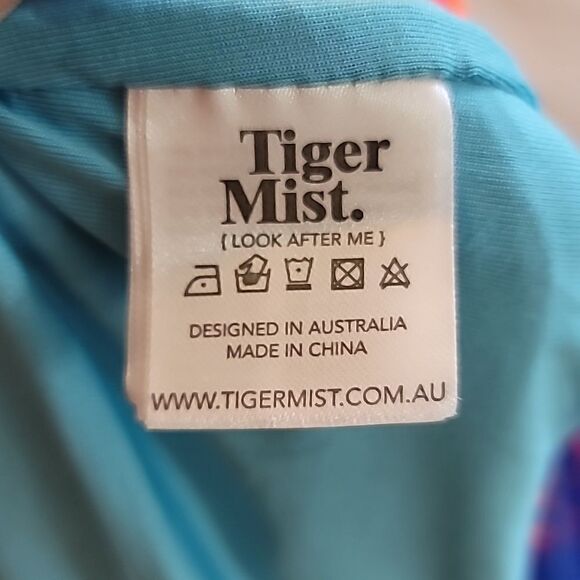 Tiger
Mist.
{ LOOK AFTER ME }
DESIGNED IN AUSTRALIA
MADE IN CHINA
WWW.TIGERMIST.COM.AU